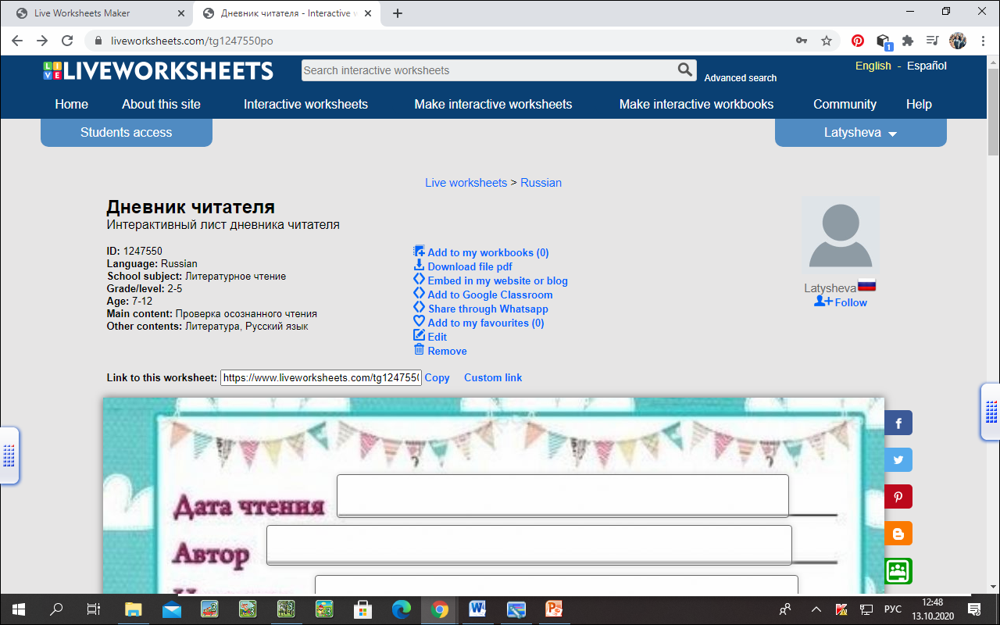 Live Worksheets Maker
Дневник читателя - Interactive w
liveworksheets.com/tg1247550po
1
LIVE LIVEWORKSHEETS
Search interactive worksheets
Advanced search
English - Español
Home About this site Interactive worksheets Make interactive worksheets Make interactive workbooks Community Help
Students access
Latysheva
Live worksheets > Russian
Дневник читателя
Интерактивный лист дневника читателя
ID: 1247550
Language: Russian
School subject: Литературное чтение
Grade/level: 2-5
Age: 7-12
Main content: Проверка осознанного чтения
Other contents: Литература, Русский язык
Add to my workbooks (0)
Download file pdf
Embed in my website or blog
Add to Google Classroom
Share through Whatsapp
Add to my favourites (0)
Edit
Remove
Latysheva
Follow
Link to this worksheet: https://www.liveworksheets.com/tg1247550 Copy Custom link
Дата чтения
Автор
РУС
12:48
13.10.2020